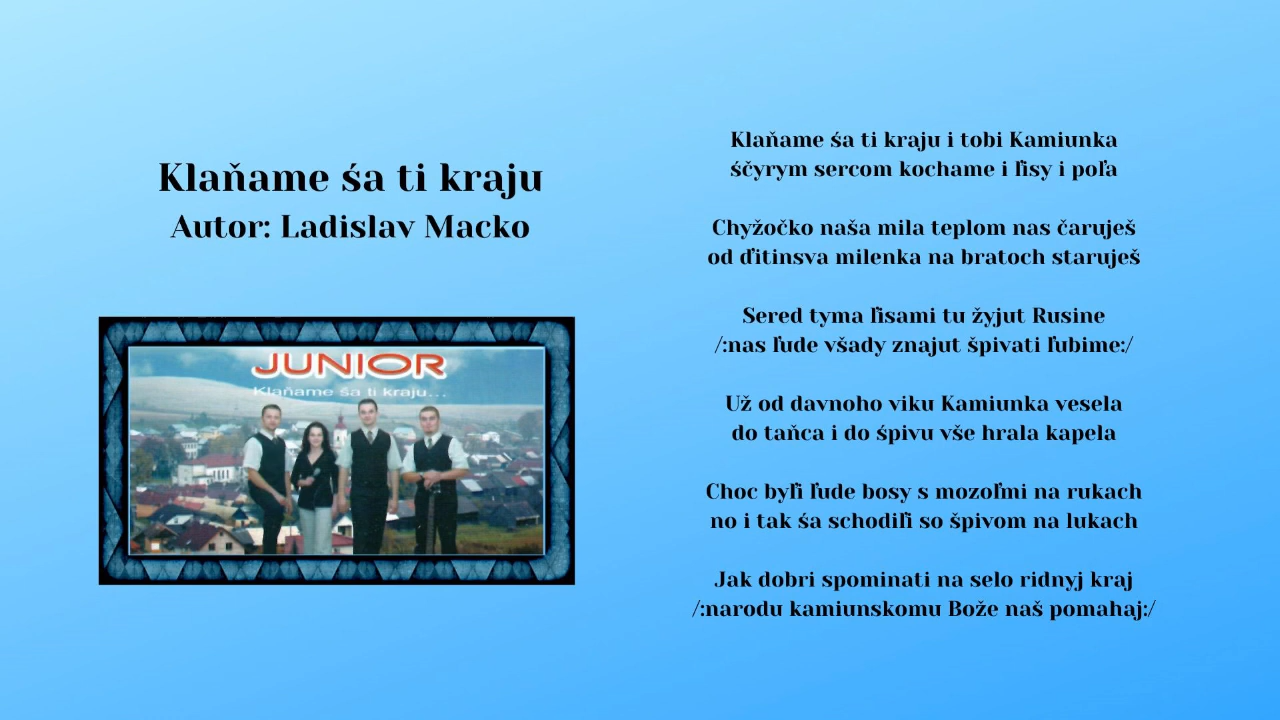 Klaňame śa ti kraju
Autor: Ladislav Macko
JUNIOR
Klaňame śa ti kraju...
Klaňame śa ti kraju i tobi Kamiunka
śčyrym sercom kochame i ľisy i poľa
Chyžočko naša mila teplom nas čaruješ
od ďitinsva milenka na bratoch staruješ
Sered tyma ľisami tu žyjut Rusine
/:nas ľude všady znajut špivati ľubime:/
Už od davnoho viku Kamiunka vesela
do taňca i do śpivu vše hrala kapela
Choc byľi ľude bosy s mozoľmi na rukach
no i tak śa schodiľi so špivom na lukach
Jak dobri spominati na selo ridnyj kraj
/:narodu kamiunskomu Bože naš pomahaj:/